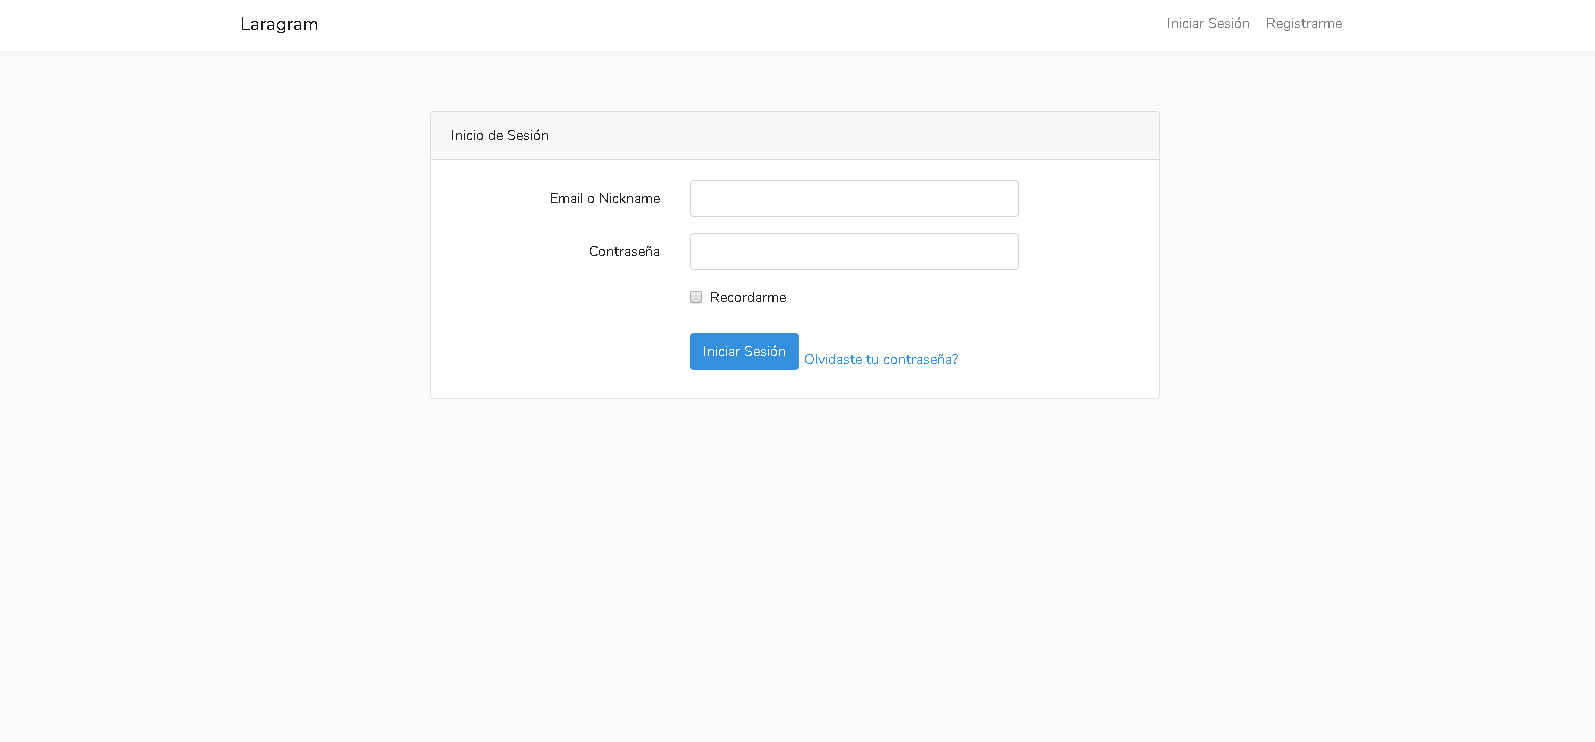 Laragram
Iniciar Sesión Registrarme
Inicio de Sesión
Email o Nickname
Contraseña
Recordarme
Iniciar Sesión Olvidaste tu contraseña?